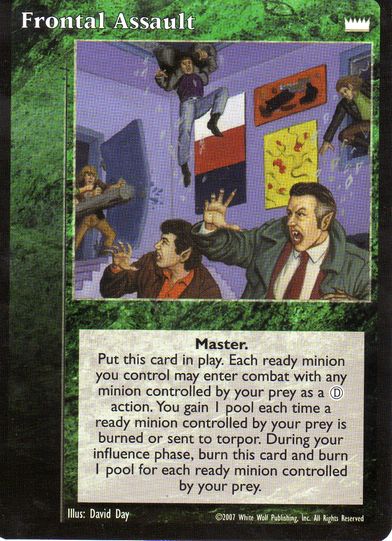 Frontal Assault
Master.
Put this card in play. Each ready minion
you control may enter combat with any
minion controlled by your prey as a Ⓓ
action. You gain 1 pool each time a
ready minion controlled by your prey is
burned or sent to torpor. During your
influence phase, burn this card and burn
1 pool for each ready minion controlled
by your prey.
Illus: David Day
©2007 White Wolf Publishing, Inc. All Rights Reserved.